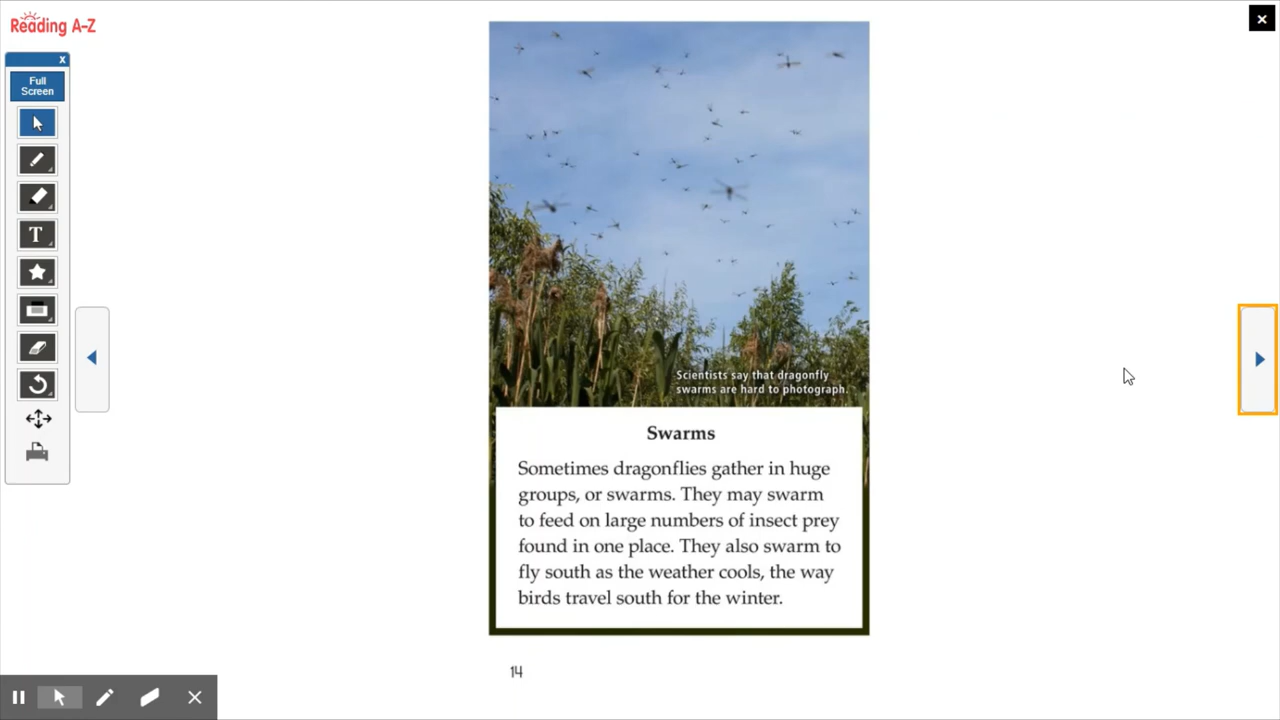 Reading A-Z
x
Full
Screen
T
Scientists say that dragonfly
swarms are hard to photograph.
Swarms
Sometimes dragonflies gather in huge
groups, or swarms. They may swarm
to feed on large numbers of insect prey
found in one place. They also swarm to
fly south as the weather cools, the way
birds travel south for the winter.
14